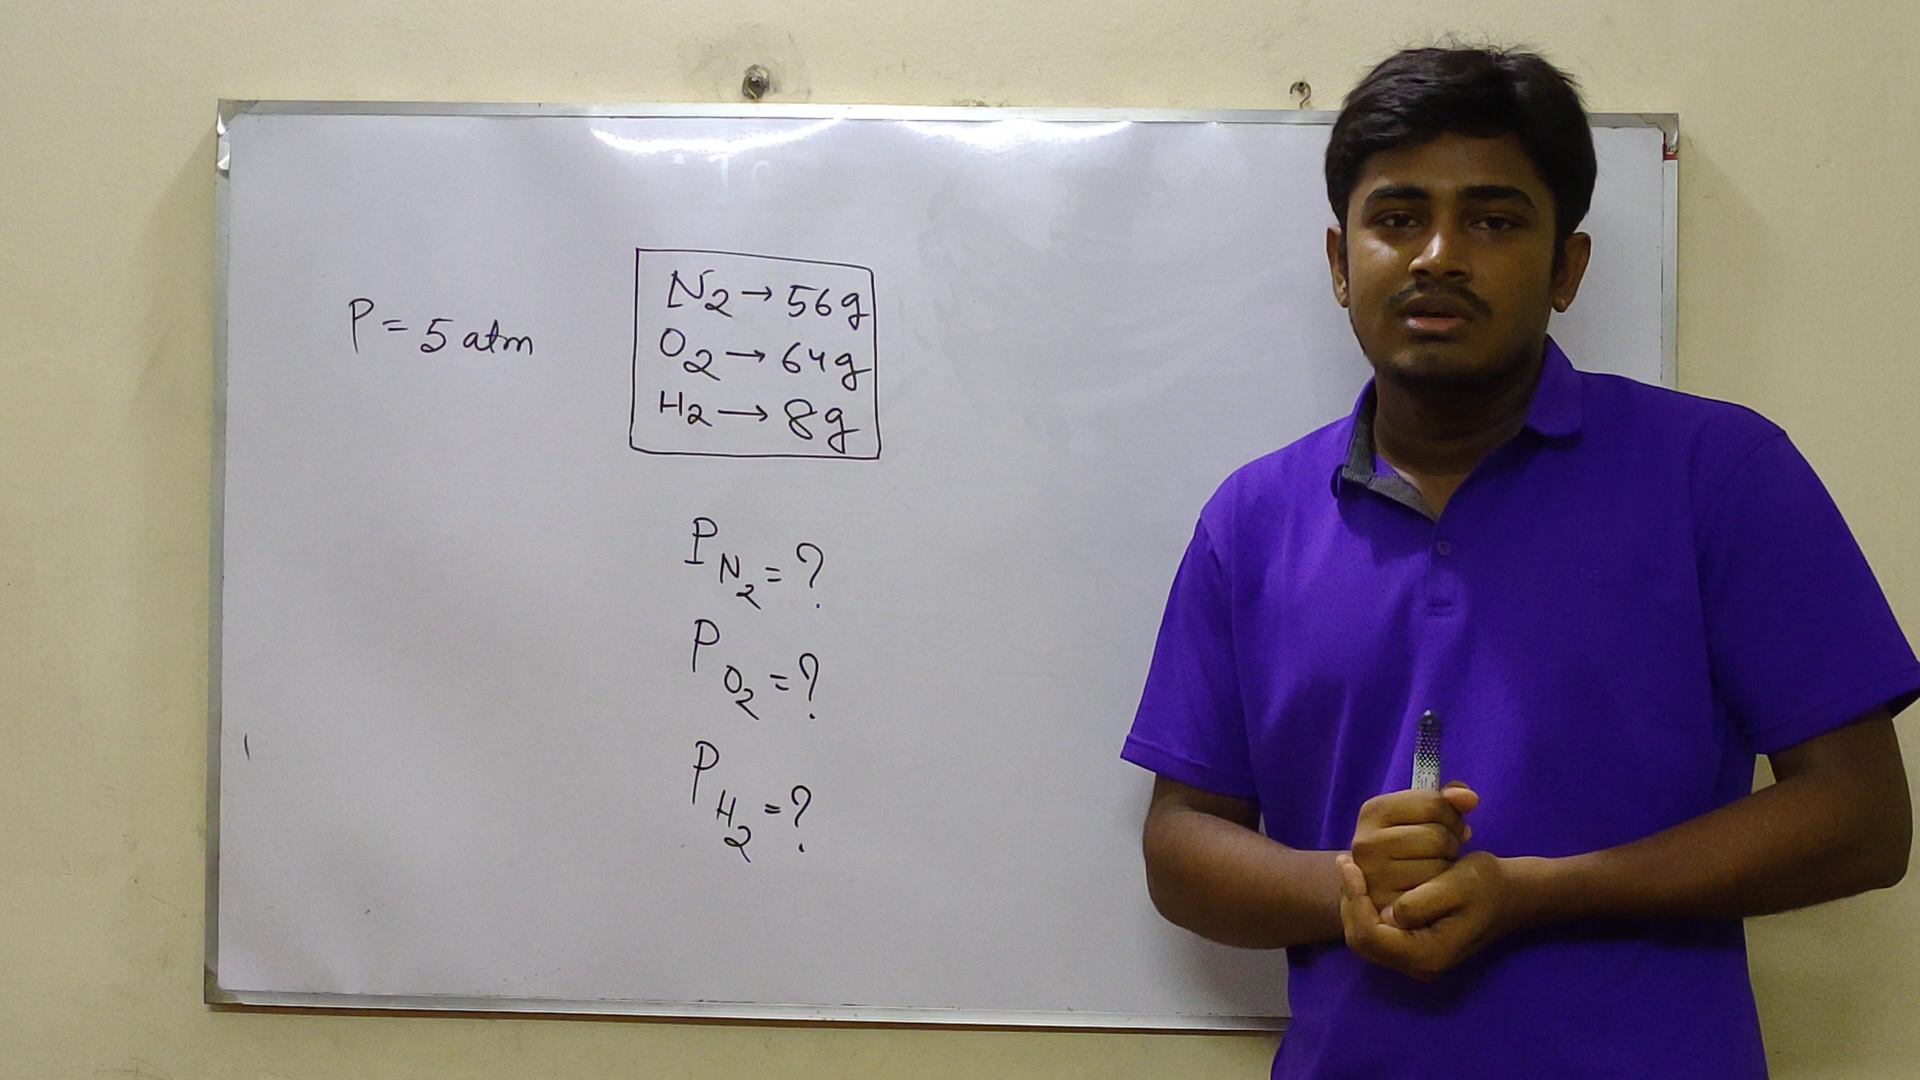 P = 5 atm
N2 → 56g
O2 → 64g
H2 → 8g
P N2 = ?
P O2 = ?
P H2 = ?